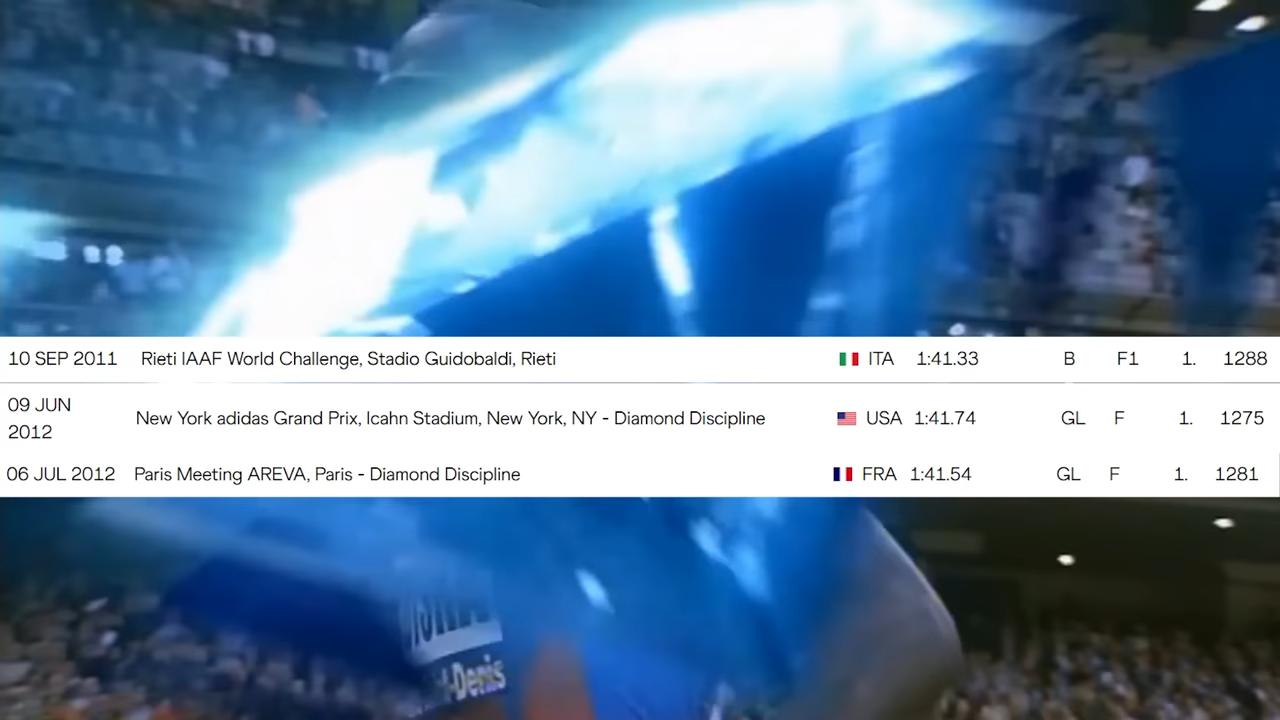 10 SEP 2011 Rieti IAAF World Challenge, Stadio Guidobaldi, Rieti ITA 1:41.33 B F1 1. 1288
09 JUN 2012 New York adidas Grand Prix, Icahn Stadium, New York, NY - Diamond Discipline USA 1:41.74 GL F 1. 1275
06 JUL 2012 Paris Meeting AREVA, Paris - Diamond Discipline FRA 1:41.54 GL F 1. 1281
-Denis